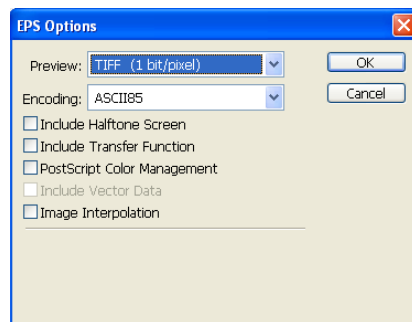 EPS Options
Preview: TIFF (1 bit/pixel) OK
Encoding: ASCII85 Cancel
Include Halftone Screen
Include Transfer Function
PostScript Color Management
Include Vector Data
Image Interpolation